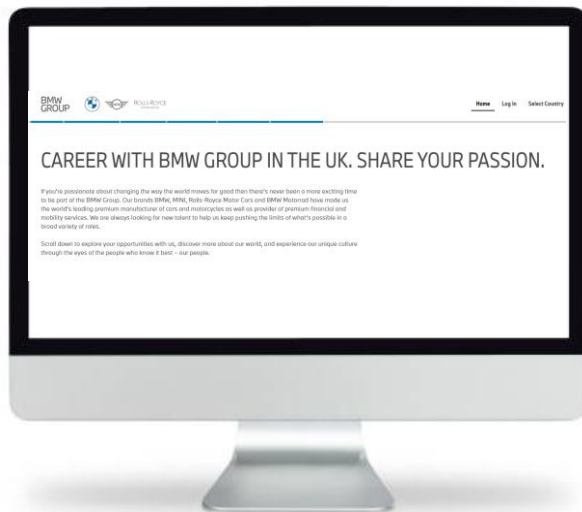 BMW
GROUP
ROLLS-ROYCE
Home Log In Select Country
CAREER WITH BMW GROUP IN THE UK. SHARE YOUR PASSION.
If you're passionate about changing the way the world moves for good then there's never been a more exciting time
to be part of the BMW Group. Our brands BMW, MINI, Rolls-Royce Motor Cars and BMW Motorrad have made us
the world's leading premium manufacturer of cars and motorcycles as well as provider of premium financial and
mobility services. We are always looking for new talent to help us keep pushing the limits of what's possible in a
broad variety of roles.
Scroll down to explore your opportunities with us, discover more about our world, and experience our unique culture
through the eyes of the people who know it best – our people.